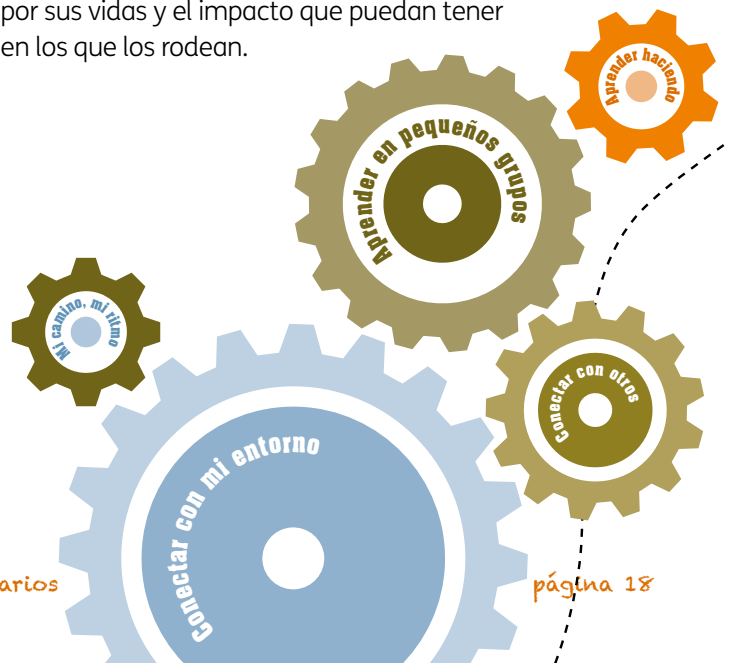 por sus vidas y el impacto que puedan tener
en los que los rodean.
Aprender haciendo
Aprender en pequeños grupos
Mi camino, mi ritmo
Conectar con otros
Conectar con mi entorno
arios
página 18